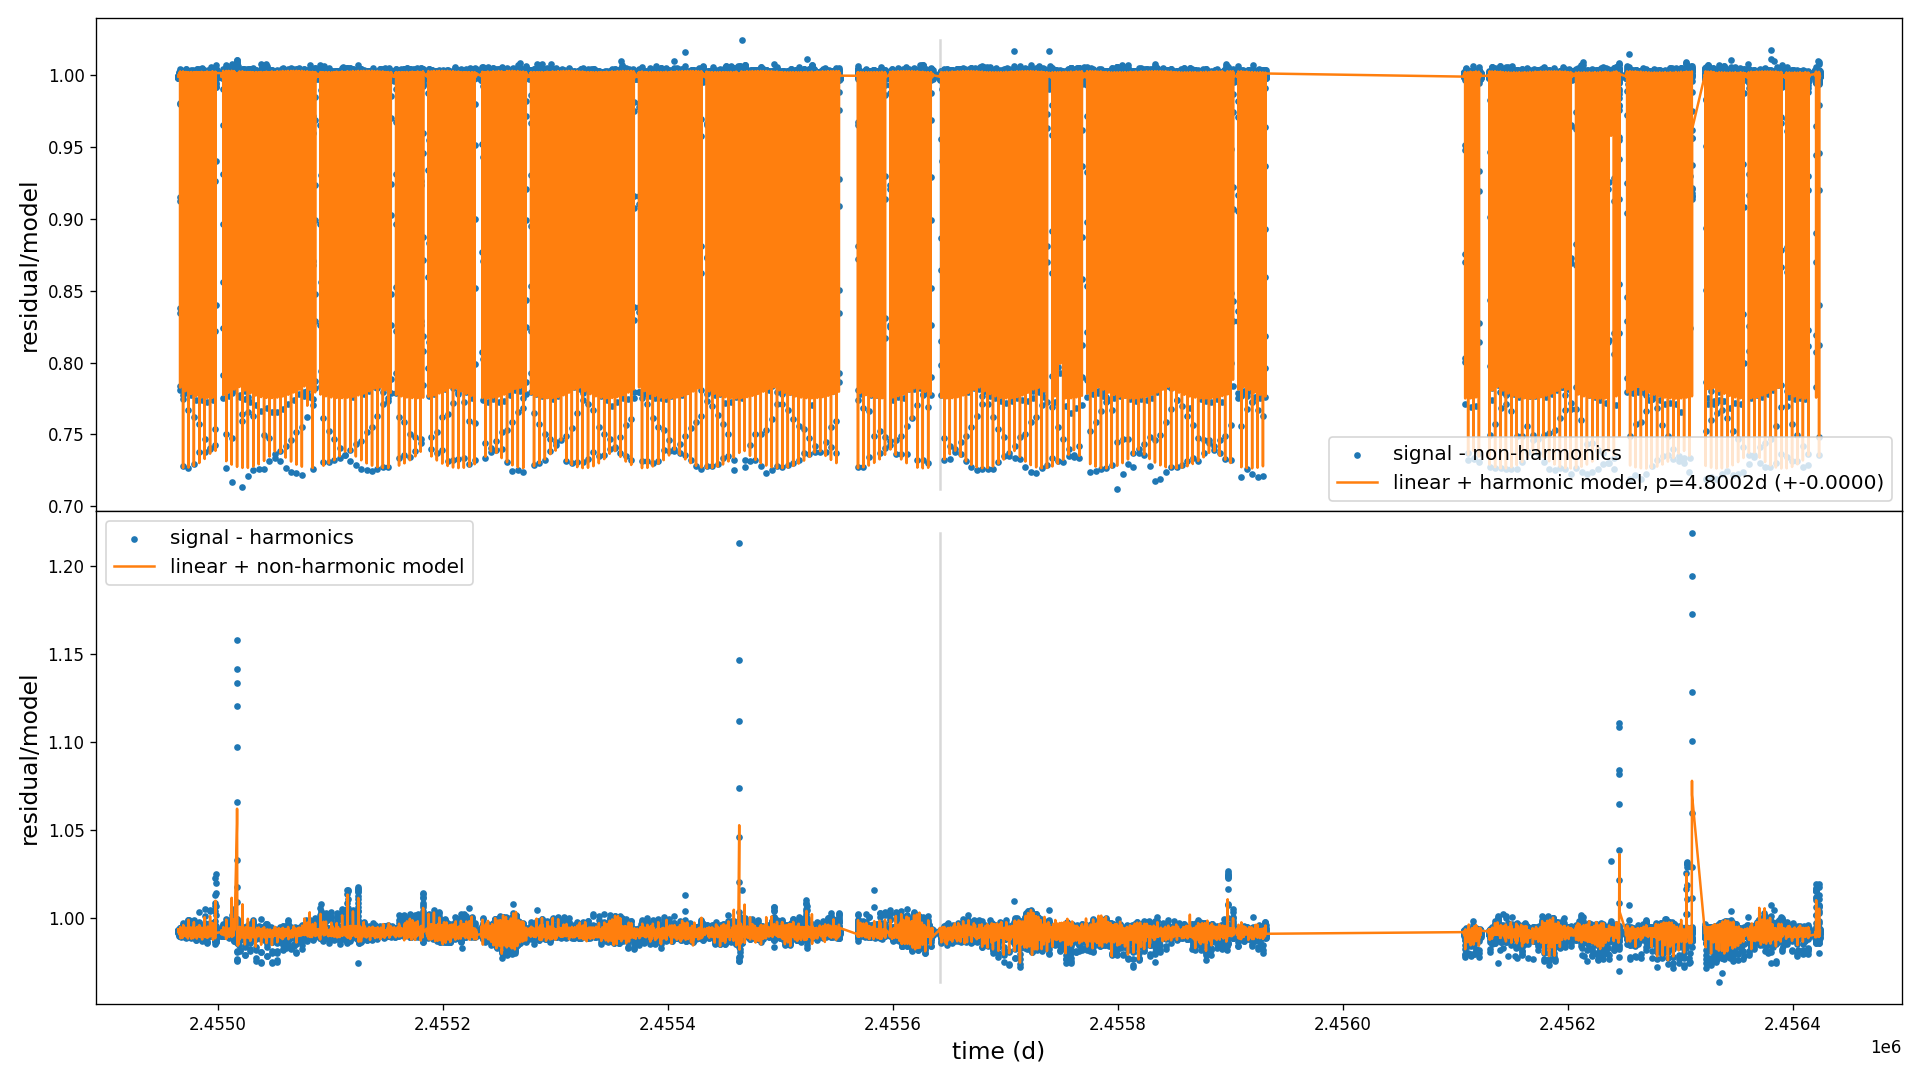 1.00
0.95
0.90
0.85
0.80
0.75
0.70
residual/model
signal - non-harmonics
linear + harmonic model, p=4.8002d (+-0.0000)
signal - harmonics
linear + non-harmonic model
1.20
1.15
1.10
1.05
1.00
residual/model
2.4550
2.4552
2.4554
2.4556
2.4558
2.4560
2.4562
2.4564
1e6
time (d)